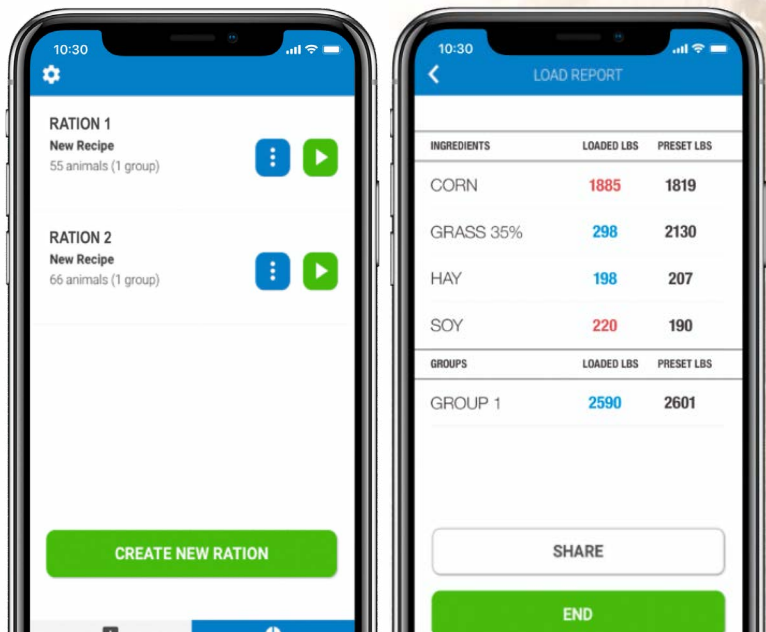 10:30
RATION 1
New Recipe
55 animals (1 group)
RATION 2
New Recipe
66 animals (1 group)
CREATE NEW RATION
10:30
LOAD REPORT
INGREDIENTS LOADED LBS PRESET LBS
CORN 1885 1819
GRASS 35% 298 2130
HAY 198 207
SOY 220 190
GROUPS LOADED LBS PRESET LBS
GROUP 1 2590 2601
SHARE
END